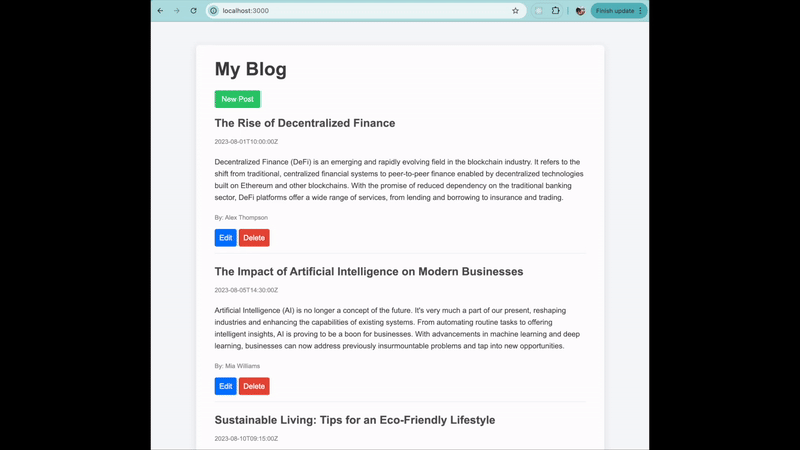 localhost:3000
Finish update
My Blog
New Post
The Rise of Decentralized Finance
2023-08-01T10:00:00Z
Decentralized Finance (DeFi) is an emerging and rapidly evolving field in the blockchain industry. It refers to the
shift from traditional, centralized financial systems to peer-to-peer finance enabled by decentralized technologies
built on Ethereum and other blockchains. With the promise of reduced dependency on the traditional banking
sector, DeFi platforms offer a wide range of services, from lending and borrowing to insurance and trading.
By: Alex Thompson
Edit Delete
The Impact of Artificial Intelligence on Modern Businesses
2023-08-05T14:30:00Z
Artificial Intelligence (AI) is no longer a concept of the future. It's very much a part of our present, reshaping
industries and enhancing the capabilities of existing systems. From automating routine tasks to offering
intelligent insights, AI is proving to be a boon for businesses. With advancements in machine learning and deep
learning, businesses can now address previously insurmountable problems and tap into new opportunities.
By: Mia Williams
Edit Delete
Sustainable Living: Tips for an Eco-Friendly Lifestyle
2023-08-10T09:15:00Z